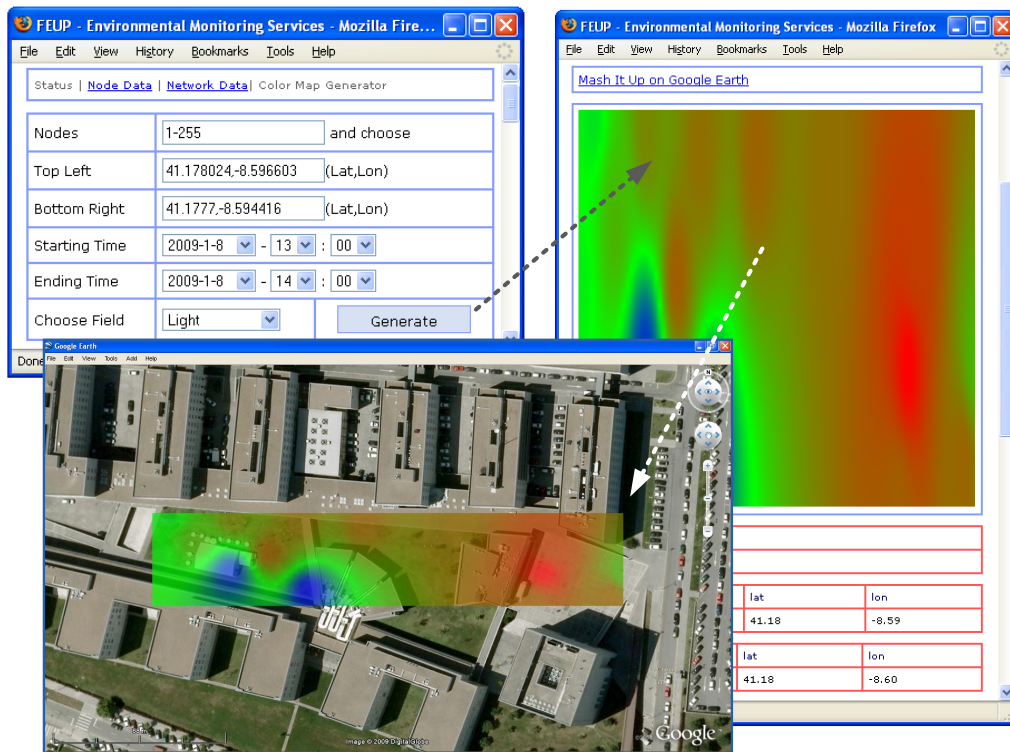 FEUP - Environmental Monitoring Services - Mozilla Fire...
File Edit View History Bookmarks Tools Help
Status | Node Data | Network Data| Color Map Generator
Nodes 1-255 and choose
Top Left 41.178024,-8.596603 (Lat,Lon)
Bottom Right 41.1777,-8.594416 (Lat,Lon)
Starting Time 2009-1-8 - 13 : 00
Ending Time 2009-1-8 - 14 : 00
Choose Field Light Generate
Done
FEUP - Environmental Monitoring Services - Mozilla Firefox
File Edit View History Bookmarks Tools Help
Mash It Up on Google Earth
lat lon
41.18 -8.59
lat lon
41.18 -8.60
Google Earth
File Edit View Tools Add Help
N
Image © 2009 DigitalGlobe
Google